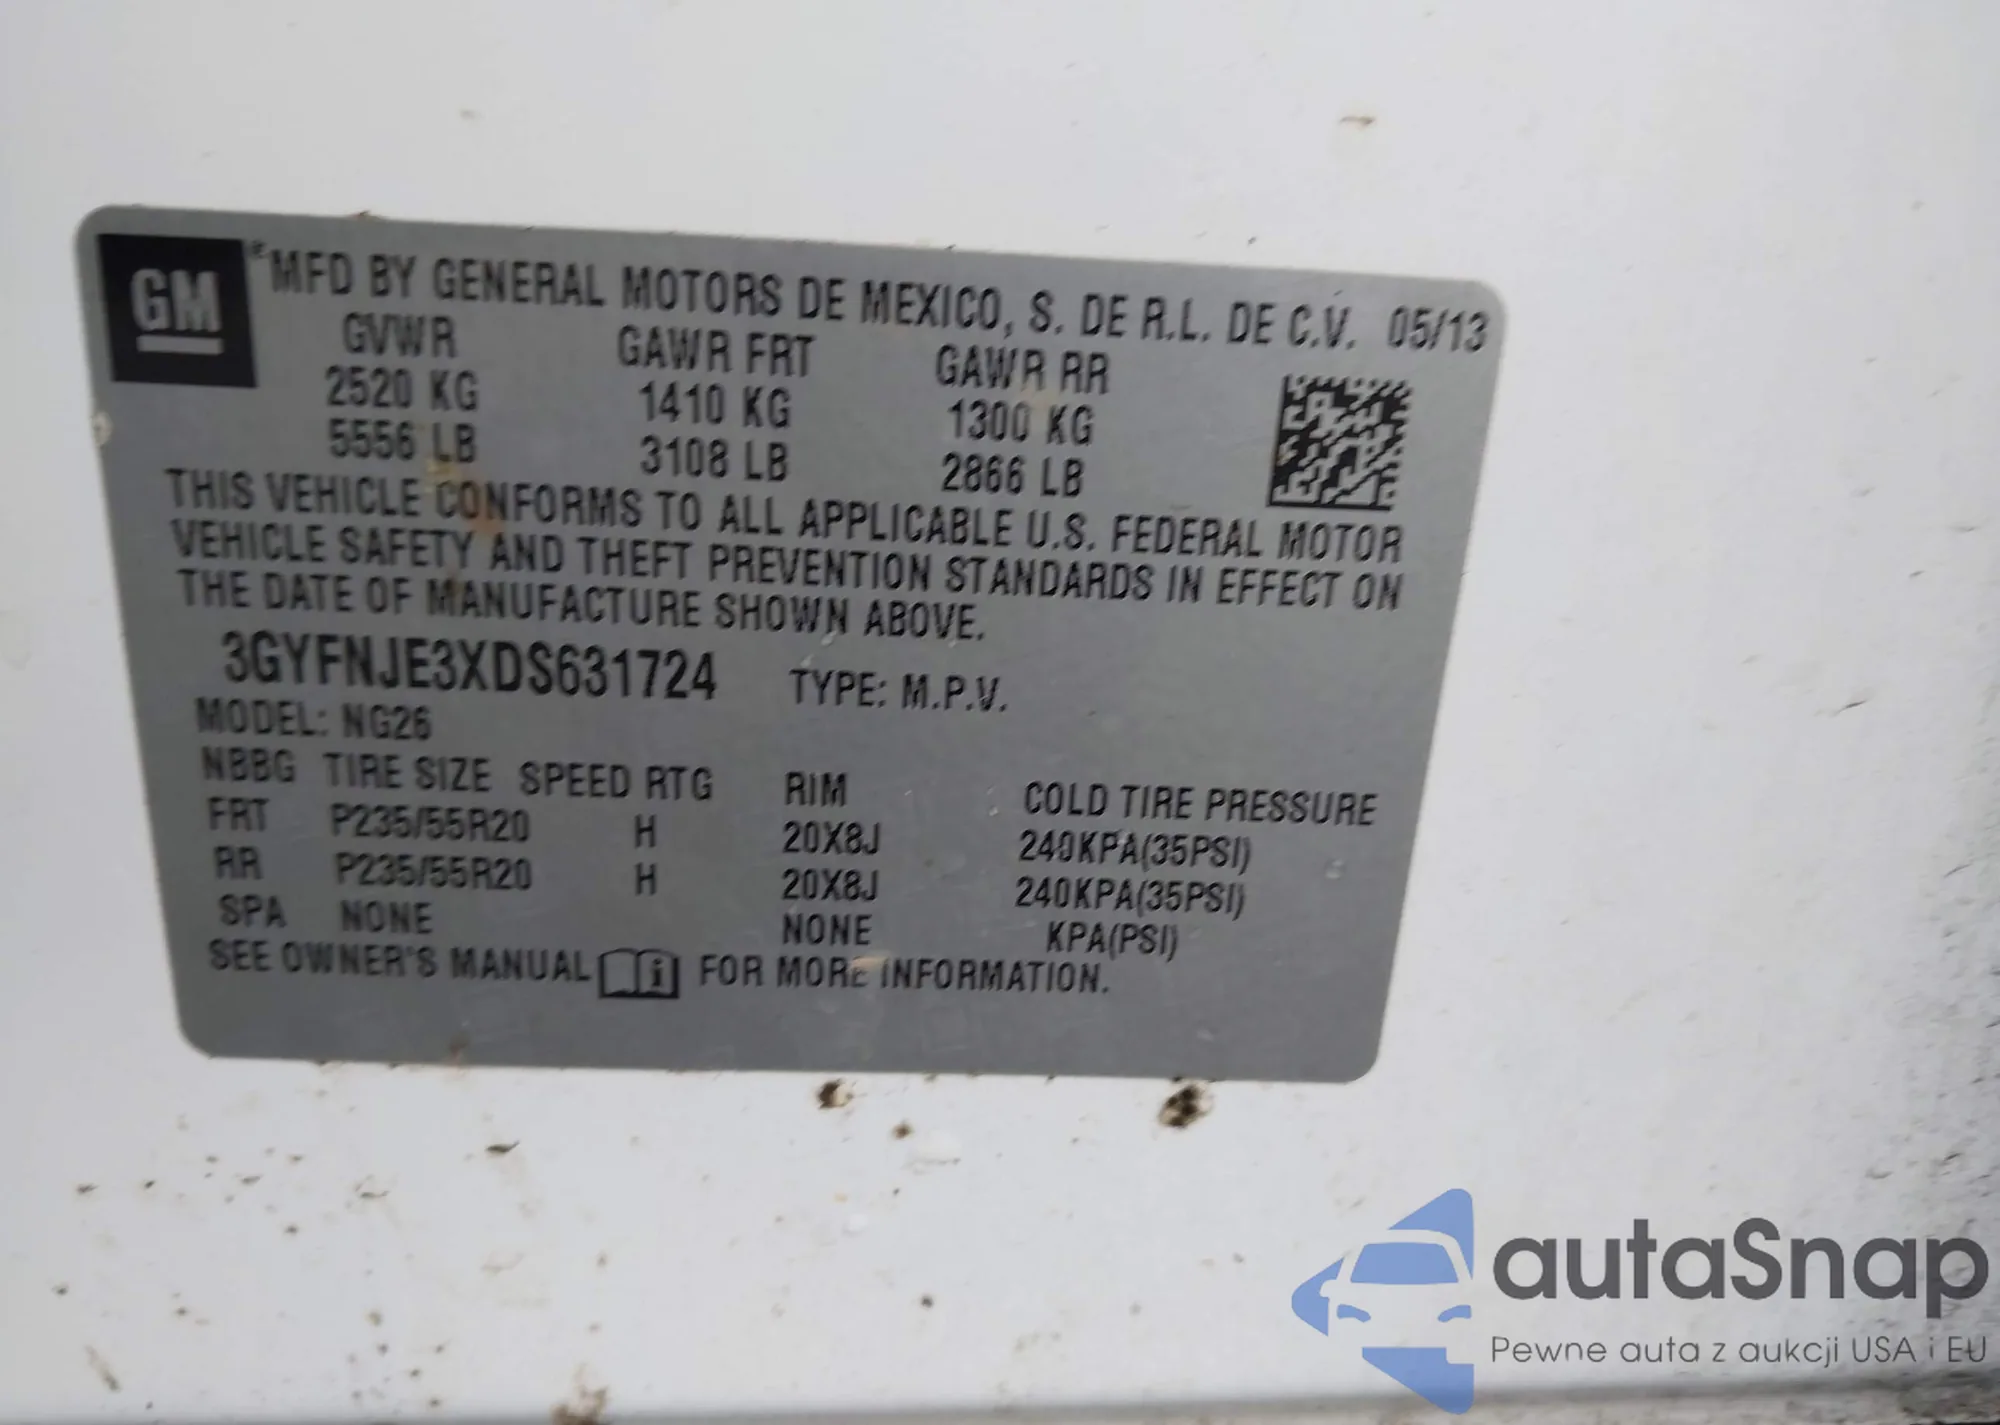 GM
MFD BY GENERAL MOTORS DE MEXICO, S. DE R.L. DE C.V. 05/13
GVWR GAWR FRT GAWR RR
2520 KG 1410 KG 1300 KG
5556 LB 3108 LB 2866 LB
THIS VEHICLE CONFORMS TO ALL APPLICABLE U.S. FEDERAL MOTOR
VEHICLE SAFETY AND THEFT PREVENTION STANDARDS IN EFFECT ON
THE DATE OF MANUFACTURE SHOWN ABOVE.
3GYFNJE3XDS631724 TYPE: M.P.V.
MODEL: NG26
NBBG TIRE SIZE SPEED RTG RIM COLD TIRE PRESSURE
FRT P235/55R20 H 20X8J 240KPA(35PSI)
RR P235/55R20 H 20X8J 240KPA(35PSI)
SPA NONE NONE KPA(PSI)
SEE OWNER'S MANUAL i FOR MORE INFORMATION.
autaSnap
Pewne auta z aukcji USA i EU